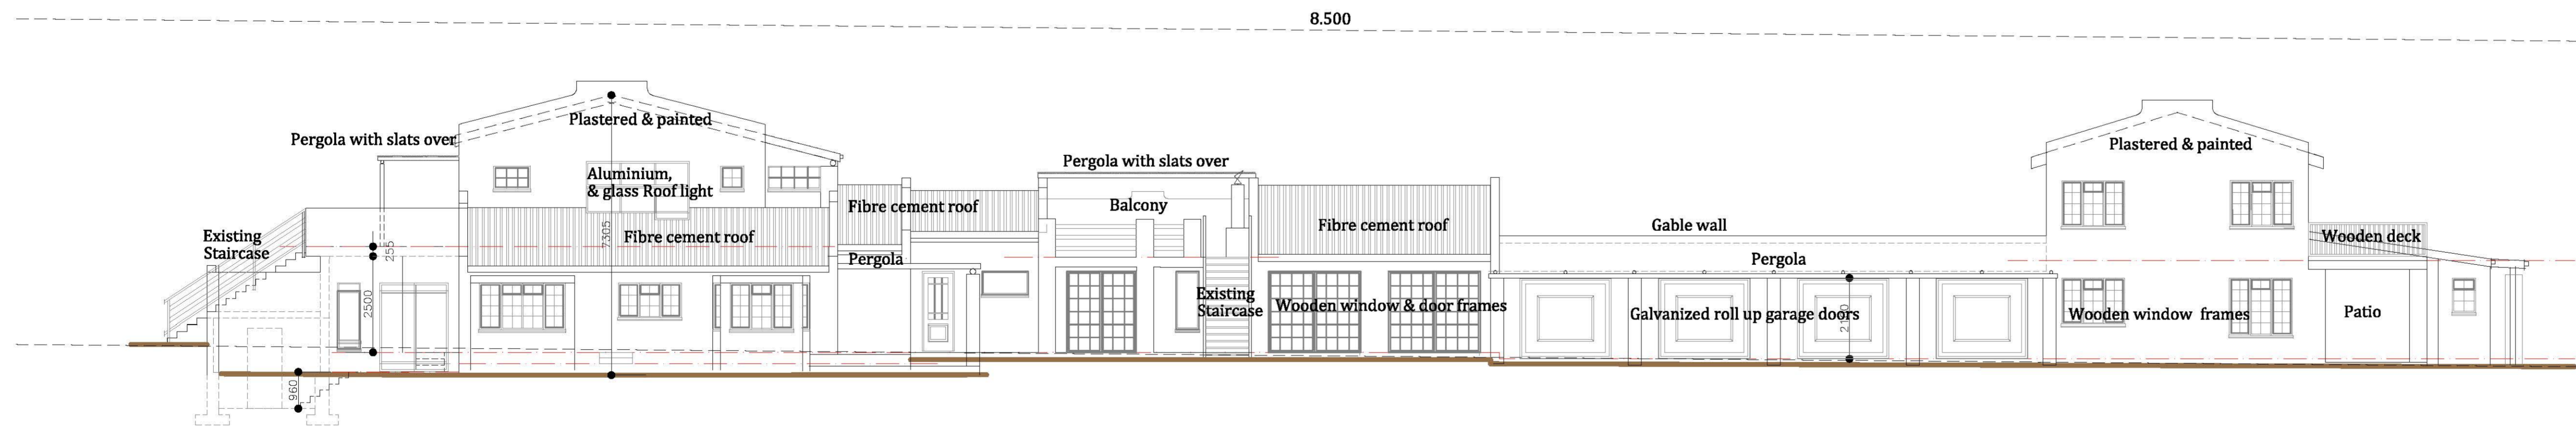 8.500
Plastered & painted
Pergola with slats over
Aluminium,
& glass Roof light
Fibre cement roof
7305
Existing
Staircase
255
2500
960
Fibre cement roof
Pergola
Pergola with slats over
Balcony
Existing
Staircase
Fibre cement roof
Wooden window & door frames
Gable wall
Pergola
Galvanized roll up garage doors
Plastered & painted
Wooden window frames
Wooden deck
Patio